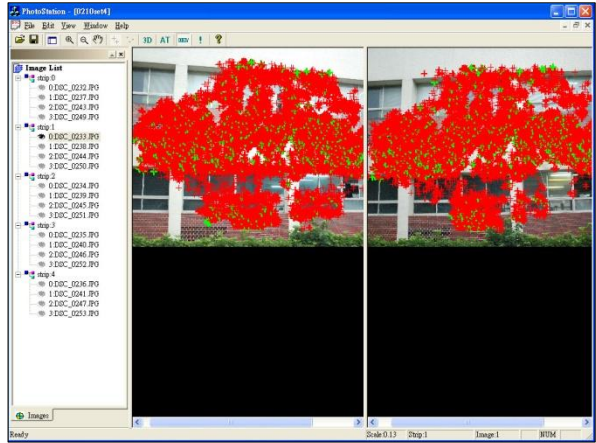 PhotoStation - [0210set4]
File Edit View Window Help
3D AT ! ?
Image List
strip:0
0:DSC_0232.JPG
1:DSC_0237.JPG
2:DSC_0243.JPG
3:DSC_0249.JPG
strip:1
0:DSC_0233.JPG
1:DSC_0238.JPG
2:DSC_0244.JPG
3:DSC_0250.JPG
strip:2
0:DSC_0234.JPG
1:DSC_0239.JPG
2:DSC_0245.JPG
3:DSC_0251.JPG
strip:3
0:DSC_0235.JPG
1:DSC_0240.JPG
2:DSC_0246.JPG
3:DSC_0252.JPG
strip:4
0:DSC_0236.JPG
1:DSC_0241.JPG
2:DSC_0247.JPG
3:DSC_0253.JPG
Images
Ready Scale:0.13 Strip:1 Image:1 NUM